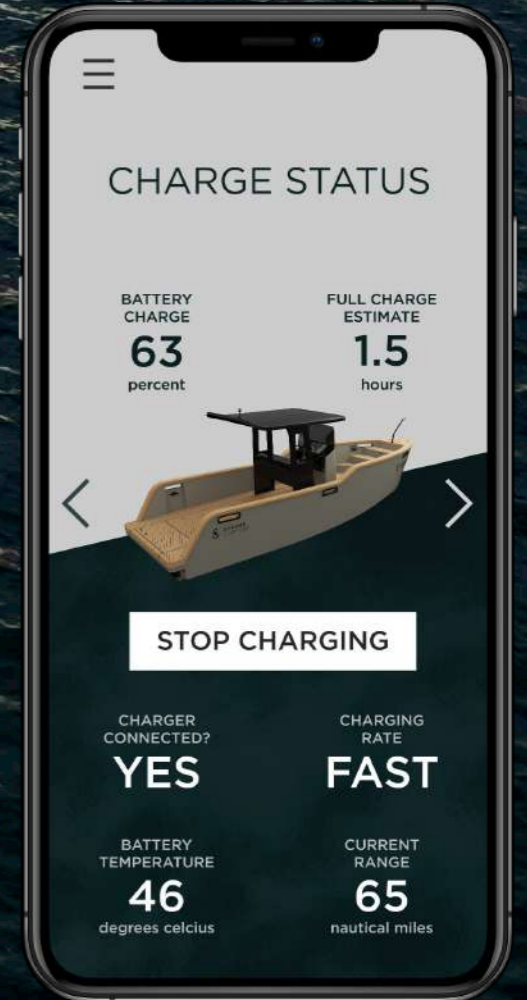 CHARGE STATUS
BATTERY
CHARGE
63
percent
FULL CHARGE
ESTIMATE
1.5
hours
STOP CHARGING
CHARGER
CONNECTED?
YES
CHARGING
RATE
FAST
BATTERY
TEMPERATURE
46
degrees celcius
CURRENT
RANGE
65
nautical miles